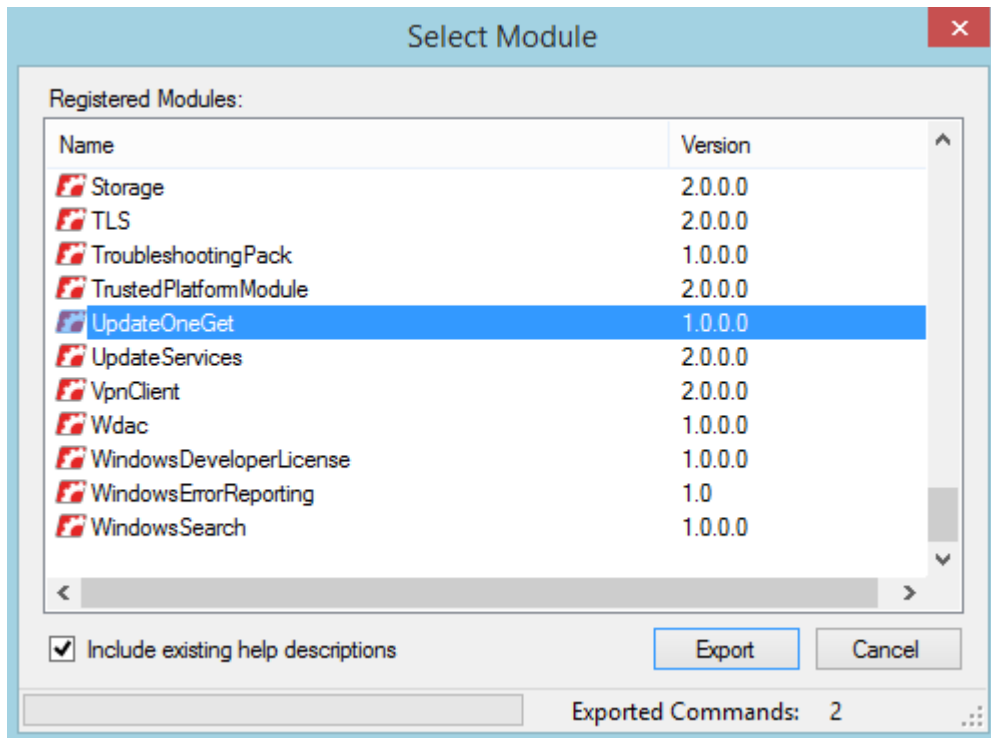 Select Module
Registered Modules:
Name Version
Storage 2.0.0.0
TLS 2.0.0.0
TroubleshootingPack 1.0.0.0
TrustedPlatformModule 2.0.0.0
UpdateOneGet 1.0.0.0
UpdateServices 2.0.0.0
VpnClient 2.0.0.0
Wdac 1.0.0.0
WindowsDeveloperLicense 1.0.0.0
WindowsErrorReporting 1.0
WindowsSearch 1.0.0.0
Include existing help descriptions Export Cancel
Exported Commands: 2